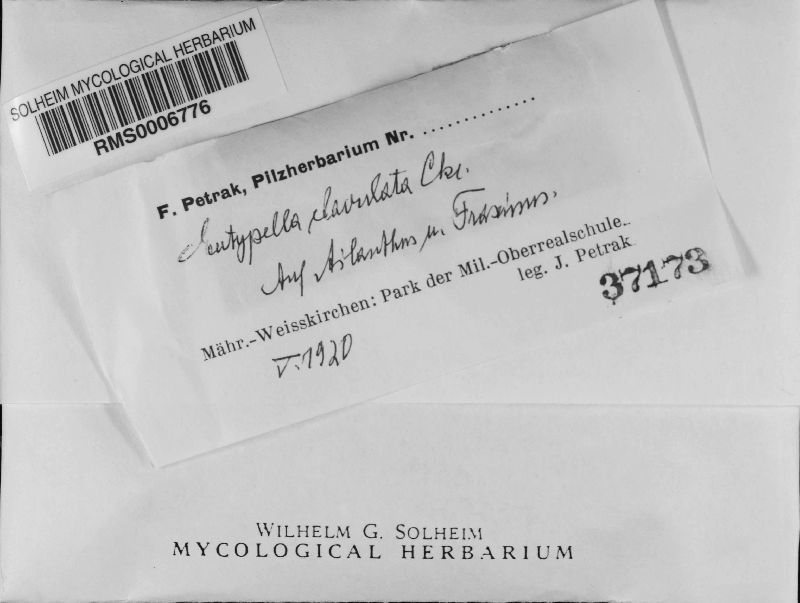 SOLHEIM MYCOLOGICAL HERBARIUM
RMS0006776
F. Petrak, Pilzherbarium Nr. ...............
Eutypella clavulata Cke.
Auf Ailanthus u. Fraxinus.
Mähr.-Weisskirchen: Park der Mil.-Oberrealschule.
leg. J. Petrak
37173
V. 1920
WILHELM G. SOLHEIM
MYCOLOGICAL HERBARIUM